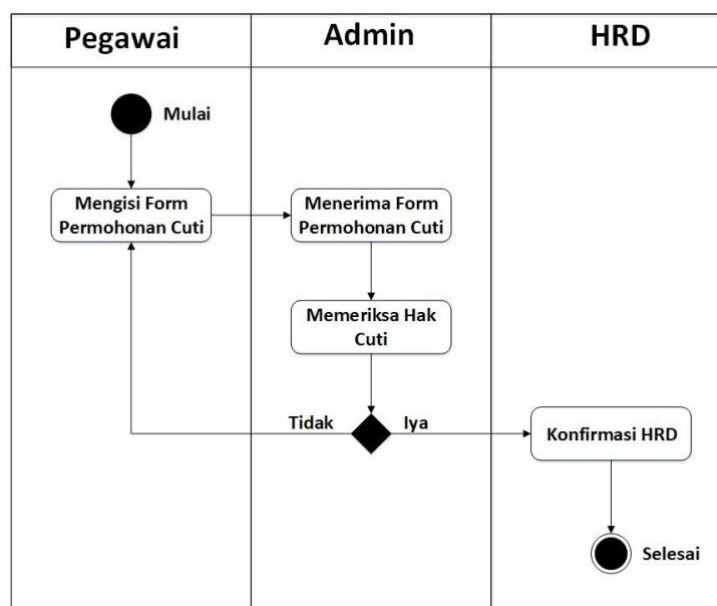 Pegawai
Admin
HRD
Mulai
Mengisi Form
Permohonan Cuti
Menerima Form
Permohonan Cuti
Memeriksa Hak
Cuti
Tidak
Iya
Konfirmasi HRD
Selesai